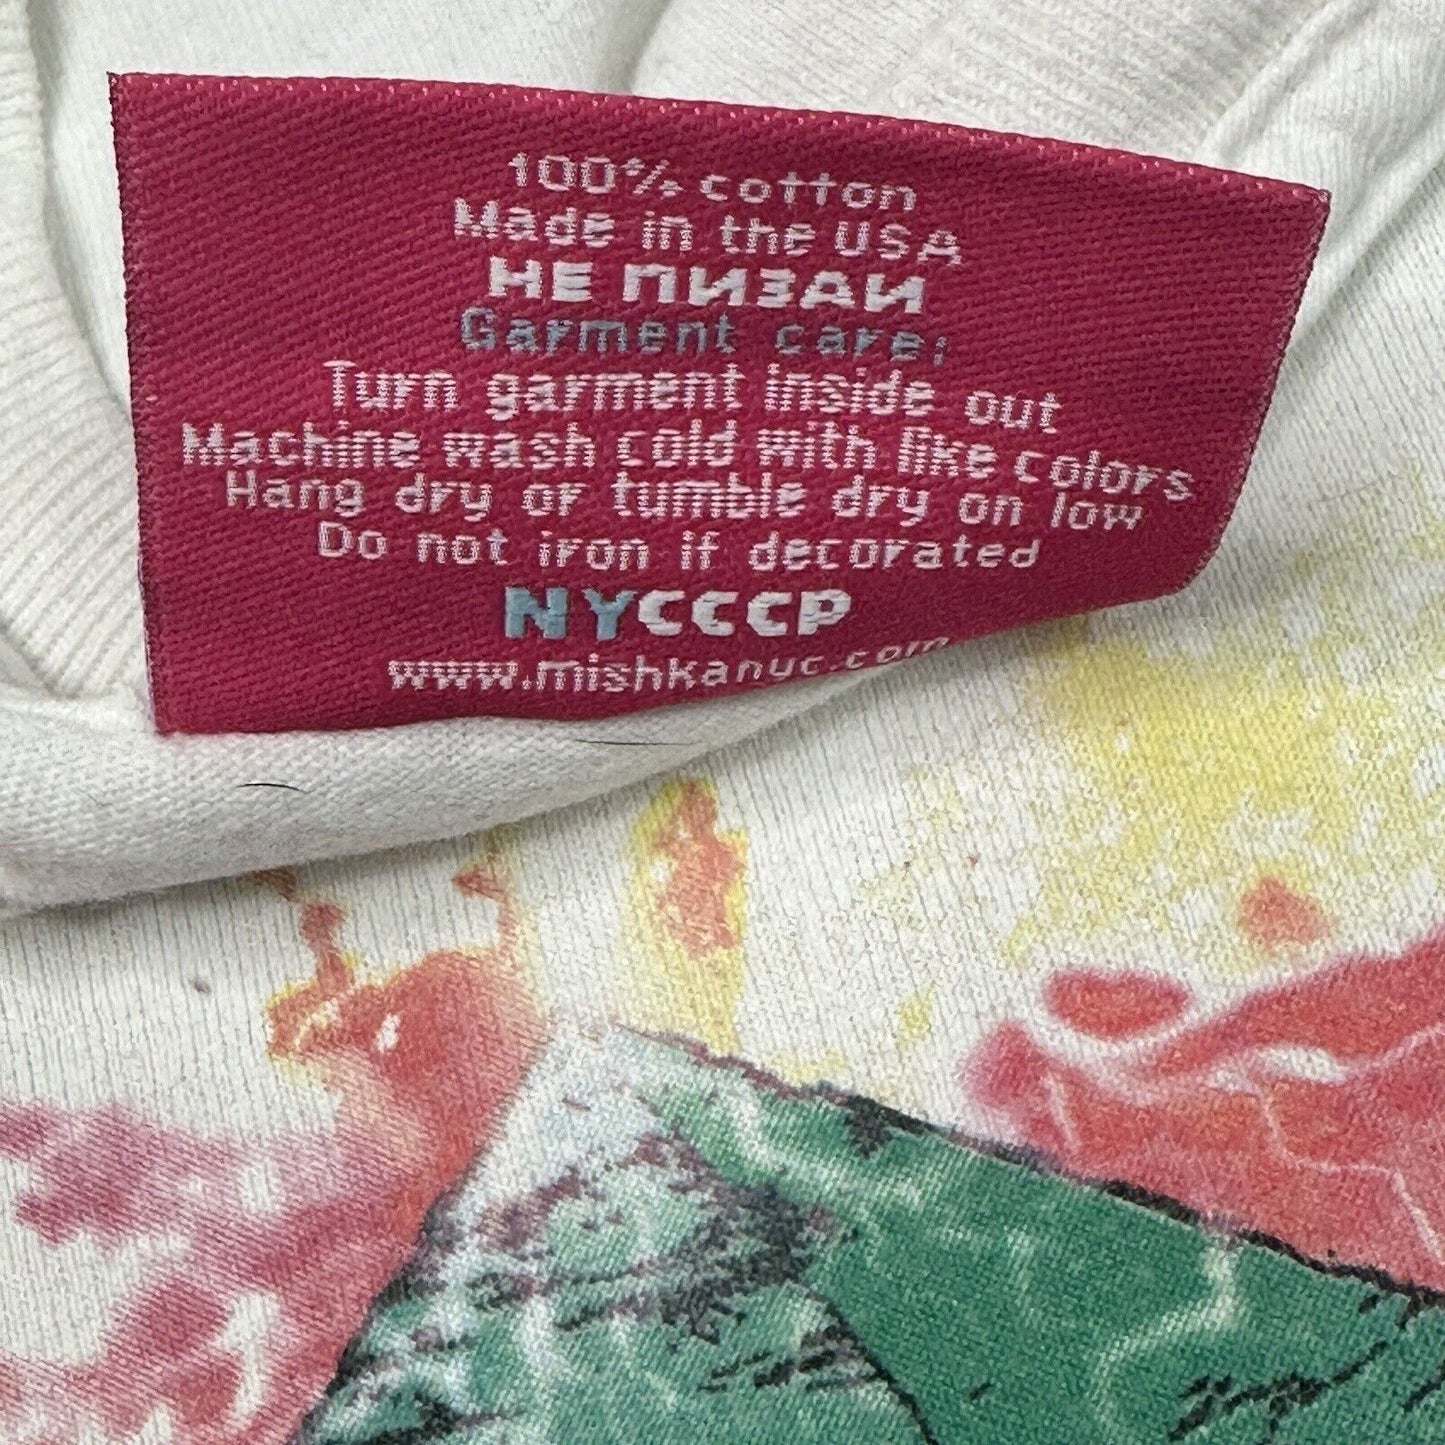 100% cotton
Made in the USA
НЕ ПИЗАЙ
Garment care:
Turn garment inside out
Machine wash cold with like colors
Hang dry or tumble dry on low
Do not iron if decorated
NYCCCP
www.mishkanyc.com